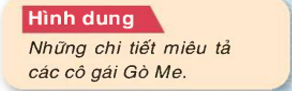 Hình dung
Những chi tiết miêu tả
các cô gái Gò Me.